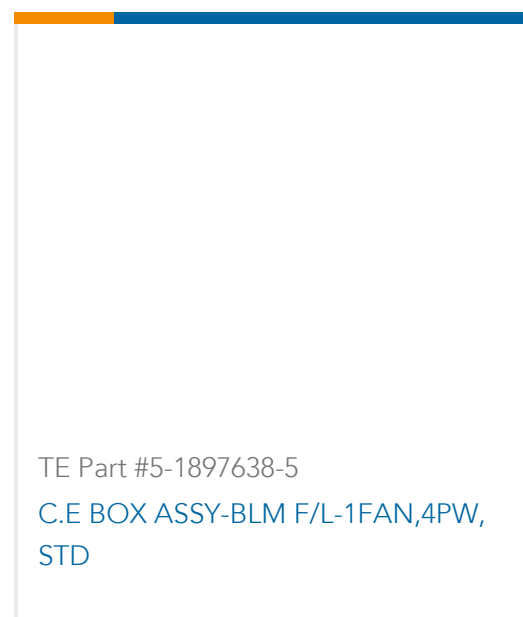 TE Part #5-1897638-5
C.E BOX ASSY-BLM F/L-1FAN,4PW,
STD